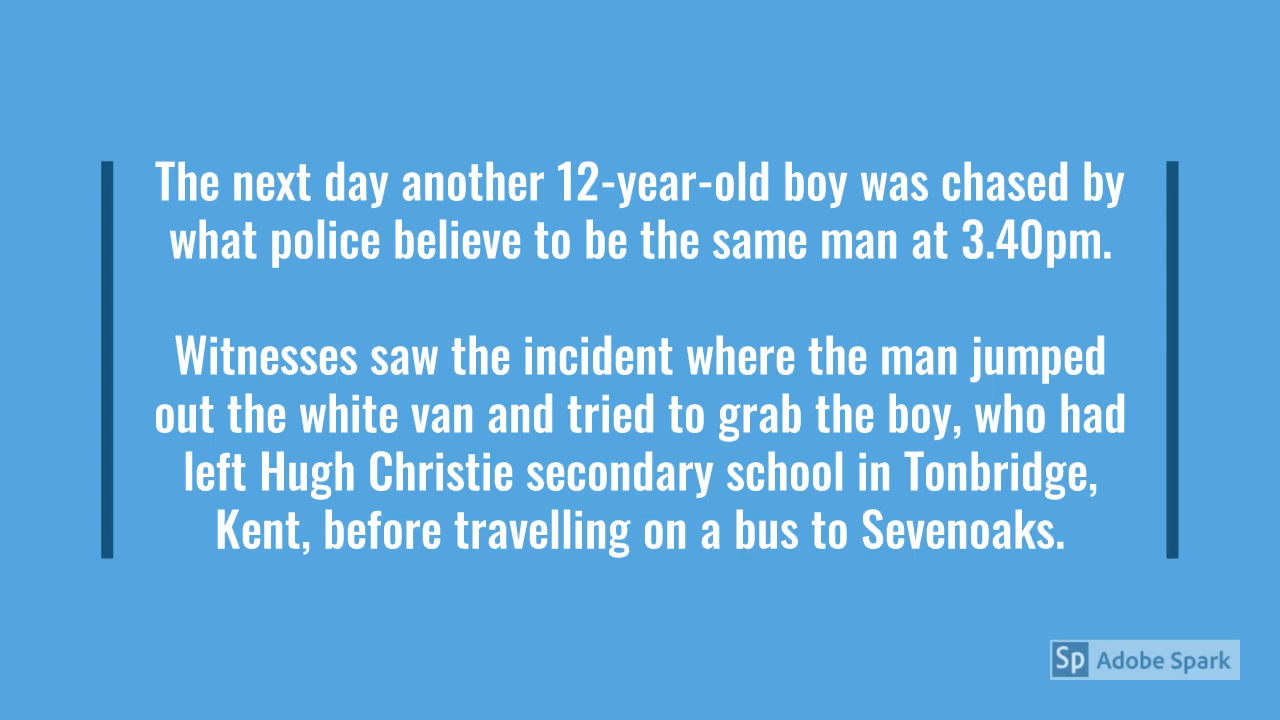 The next day another 12-year-old boy was chased by
what police believe to be the same man at 3.40pm.
Witnesses saw the incident where the man jumped
out the white van and tried to grab the boy, who had
left Hugh Christie secondary school in Tonbridge,
Kent, before travelling on a bus to Sevenoaks.
Sp Adobe Spark